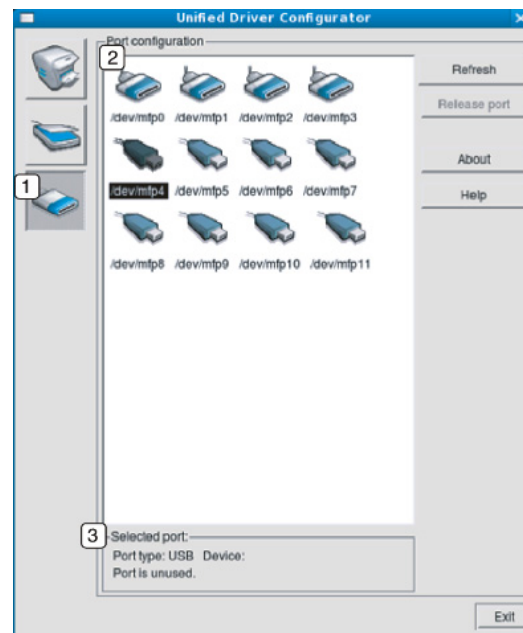 Unified Driver Configurator
Port configuration
2
Refresh
/dev/mfp0 /dev/mfp1 /dev/mfp2 /dev/mfp3
Release port
1
About
/dev/mfp4 /dev/mfp5 /dev/mfp6 /dev/mfp7
Help
/dev/mfp8 /dev/mfp9 /dev/mfp10 /dev/mfp11
3
Selected port:
Port type: USB Device:
Port is unused.
Exit